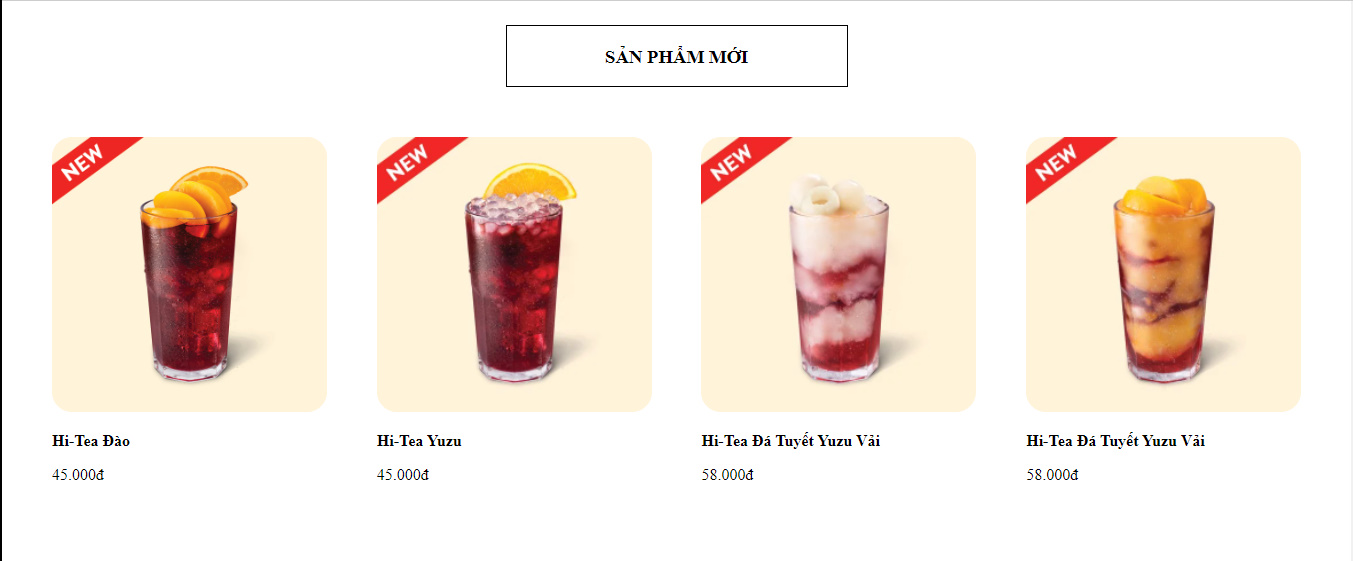 SẢN PHẨM MỚI
NEW
NEW
NEW
NEW
Hi-Tea Đào
Hi-Tea Yuzu
Hi-Tea Đá Tuyết Yuzu Vải
Hi-Tea Đá Tuyết Yuzu Vải
45.000đ
45.000đ
58.000đ
58.000đ